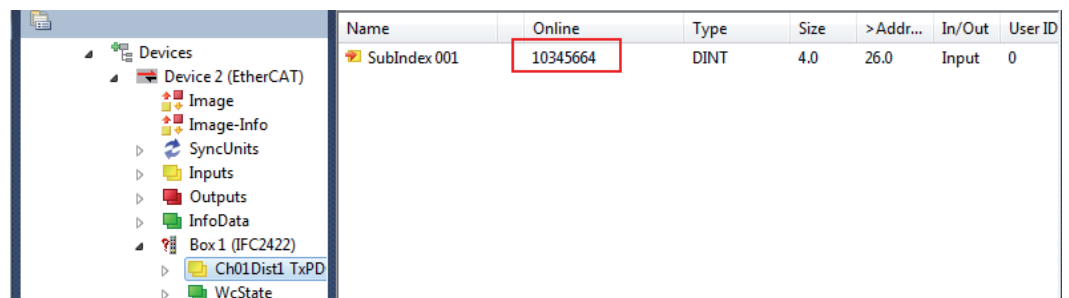 Name Online Type Size >Addr... In/Out User ID
SubIndex 001 10345664 DINT 4.0 26.0 Input 0
Devices
Device 2 (EtherCAT)
Image
Image-Info
SyncUnits
Inputs
Outputs
InfoData
Box 1 (IFC2422)
Ch01Dist1 TxPD
WcState